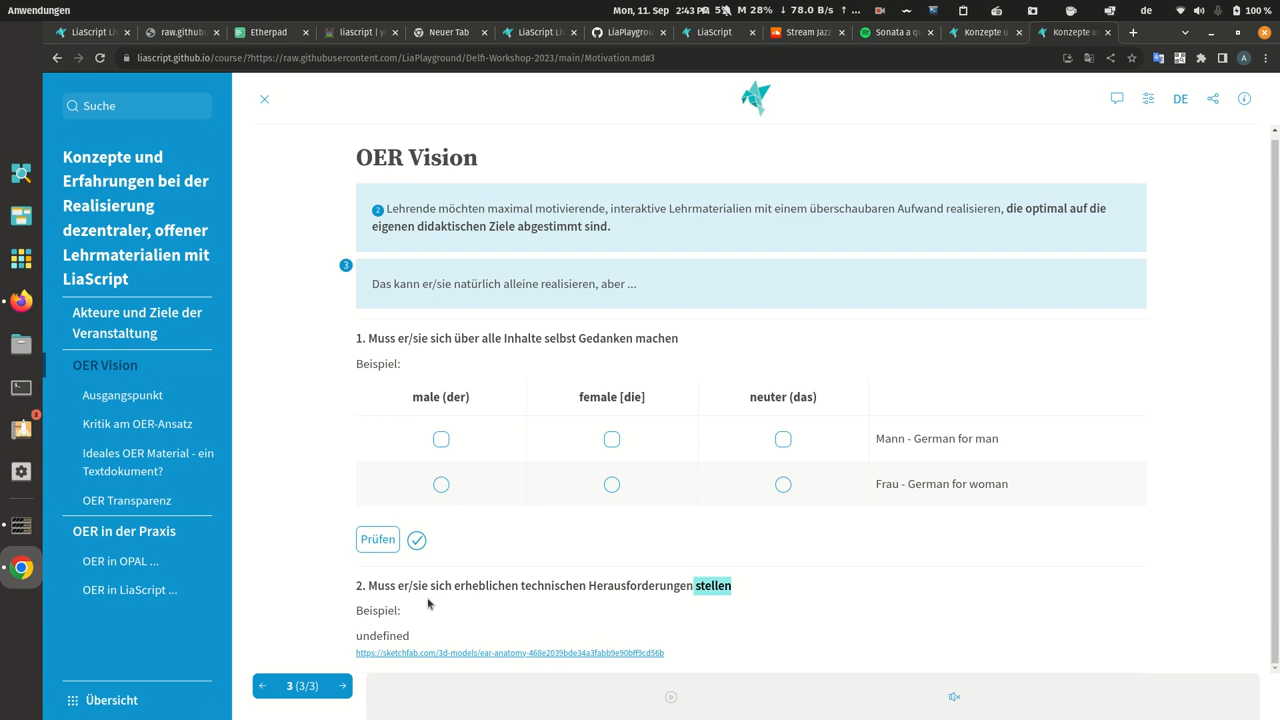 Anwendungen
Mon, 11. Sep 2:43 PM
5%
M 28% ↓ 78.0 B/s ↑ ...
de
100 %
LiaScript Li
raw.github
Etherpad
liascript | y
Neuer Tab
LiaScript Li
LiaPlaygrou
LiaScript
Stream Jazz
Sonata a qu
Konzepte u
Konzepte u
liascript.github.io/course/?https://raw.githubusercontent.com/LiaPlayground/Delfi-Workshop-2023/main/Motivation.md#3
A
Suche
Konzepte und
Erfahrungen bei der
Realisierung
dezentraler, offener
Lehrmaterialien mit
LiaScript
Akteure und Ziele der
Veranstaltung
OER Vision
Ausgangspunkt
Kritik am OER-Ansatz
Ideales OER Material - ein
Textdokument?
OER Transparenz
OER in der Praxis
OER in OPAL ...
OER in LiaScript ...
Übersicht
2
DE
OER Vision
2 Lehrende möchten maximal motivierende, interaktive Lehrmaterialien mit einem überschaubaren Aufwand realisieren, die optimal auf die
eigenen didaktischen Ziele abgestimmt sind.
3
Das kann er/sie natürlich alleine realisieren, aber ...
1. Muss er/sie sich über alle Inhalte selbst Gedanken machen
Beispiel:
male (der) female [die] neuter (das)
Mann - German for man
Frau - German for woman
Prüfen
2. Muss er/sie sich erheblichen technischen Herausforderungen stellen
Beispiel:
undefined
https://sketchfab.com/3d-models/ear-anatomy-468e2039bde34a3fabb9e90bff9cd56b
← 3 (3/3) →